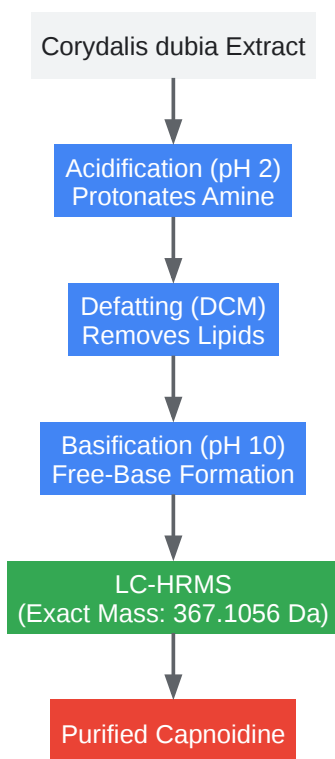 Corydalis dubia Extract
Acidification (pH 2)
Protonates Amine
Defatting (DCM)
Removes Lipids
Basification (pH 10)
Free-Base Formation
LC-HRMS
(Exact Mass: 367.1056 Da)
Purified Capnoidine